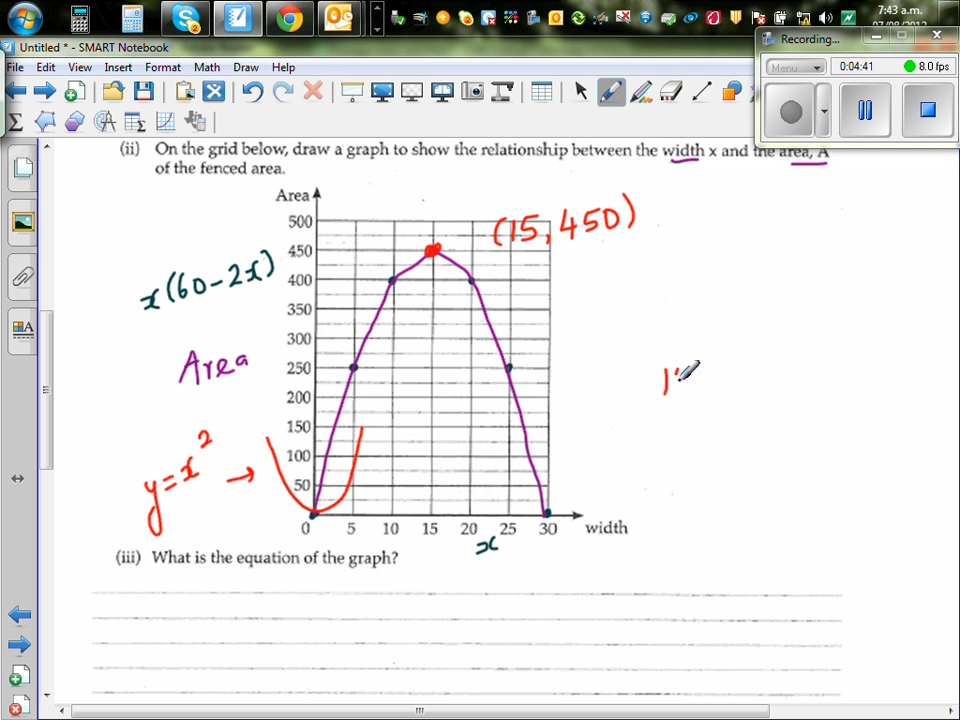 7:43 a.m.
07/08/2012
Untitled * - SMART Notebook
Recording...
File Edit View Insert Format Math Draw Help
Menu
0:04:41
8.0 fps
(ii) On the grid below, draw a graph to show the relationship between the width x and the area, A
of the fenced area.
Area
(15, 450)
500
450
400
350
300
250
200
150
100
50
x(60-2x)
Area
y = x²
0 5 10 15 20 25 30 width
x
(iii) What is the equation of the graph?